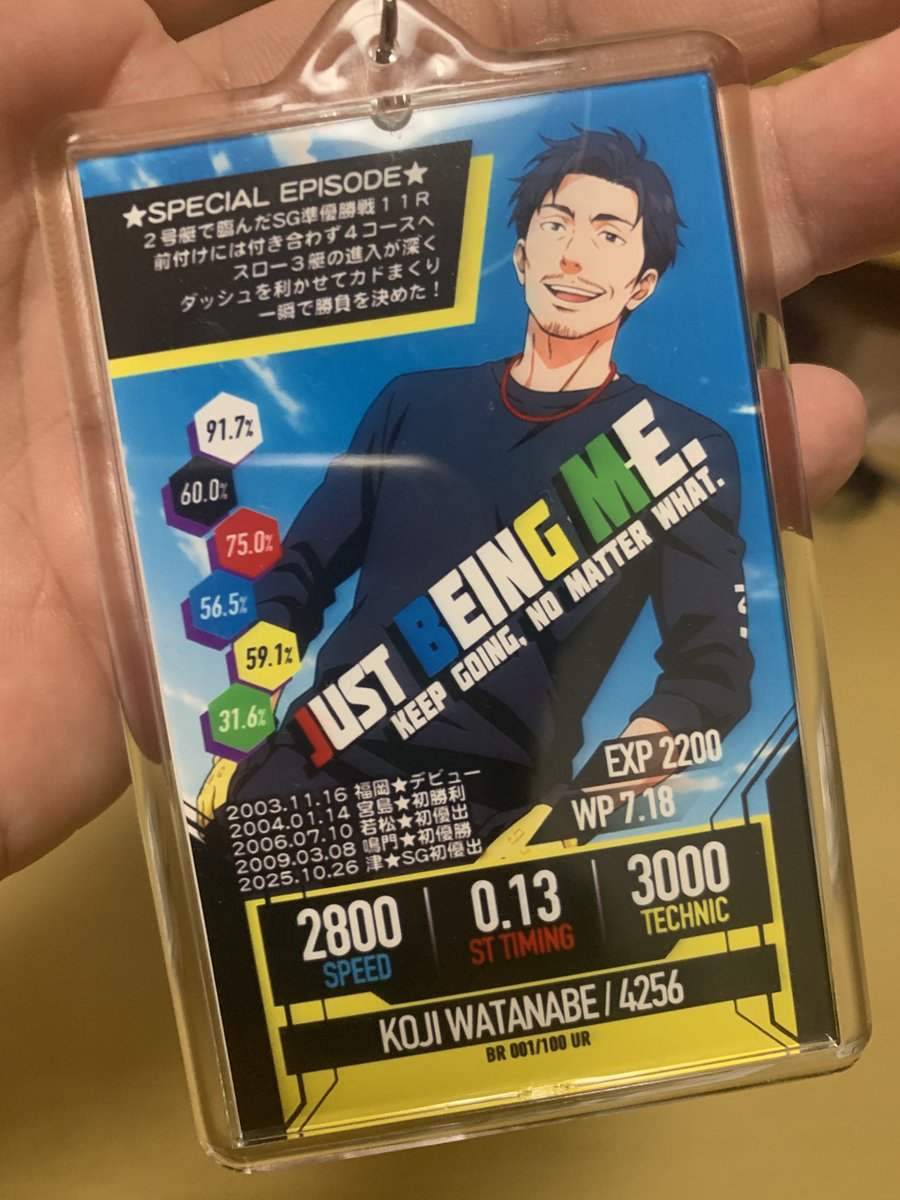 ★SPECIAL EPISODE★
2号艇で臨んだSG準優勝戦11R
前付けには付き合わず4コースへ
スロー3艇の進入が深く
ダッシュを利かせてカドまくり
一瞬で勝負を決めた!
91.7%
60.0%
75.0%
56.5%
59.1%
31.6%
JUST BEING ME.
KEEP GOING, NO MATTER WHAT.
EXP 2200
WP 7.18
2003.11.16 福岡★デビュー
2004.01.14 宮島★初勝利
2006.07.10 若松★初優出
2009.03.08 鳴門★初優勝
2025.10.26 津★SG初優出
2800
SPEED
0.13
ST TIMING
3000
TECHNIC
KOJI WATANABE / 4256
BR 001/100 UR